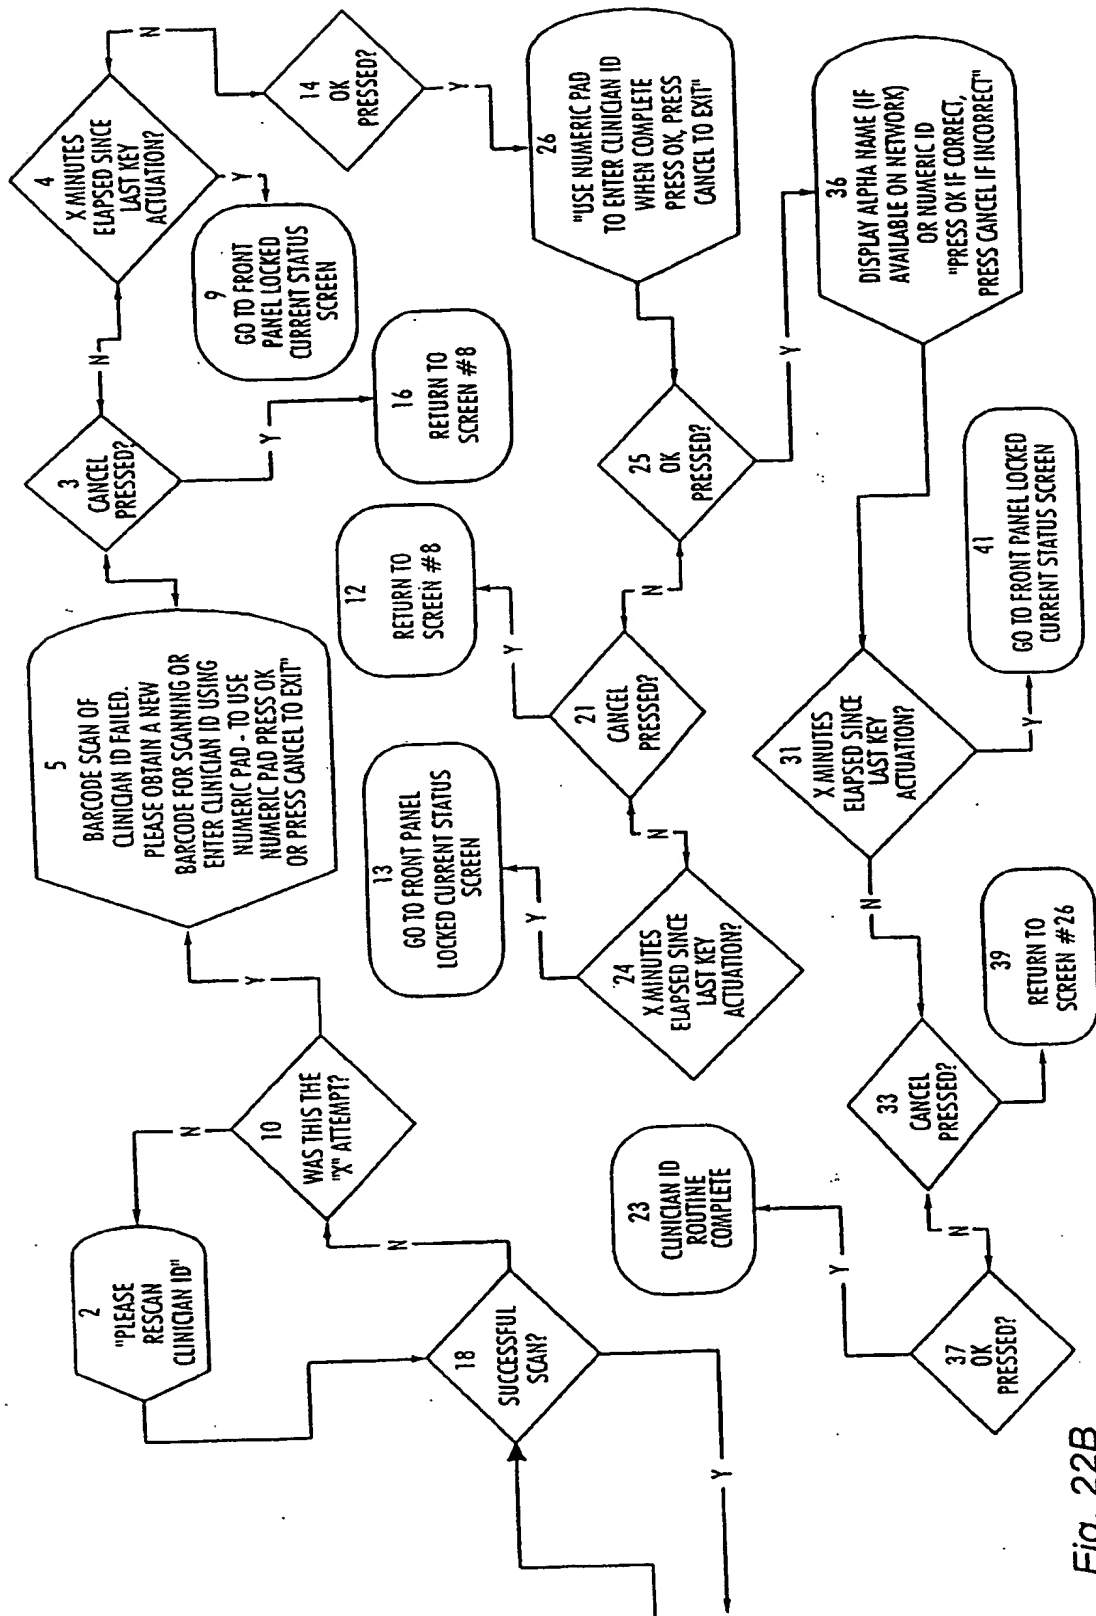 2
"PLEASE
RESCAN
CLINICIAN ID"
N
10
WAS THIS THE
"X" ATTEMPT?
Y
N
18
SUCCESSFUL
SCAN?
Y
5
BARCODE SCAN OF
CLINICIAN ID FAILED.
PLEASE OBTAIN A NEW
BARCODE FOR SCANNING OR
ENTER CLINICIAN ID USING
NUMERIC PAD - TO USE
NUMERIC PAD PRESS OK
OR PRESS CANCEL TO EXIT"
3
CANCEL
PRESSED?
N
Y
4
X MINUTES
ELAPSED SINCE
LAST KEY
ACTUATION?
N
Y
9
GO TO FRONT
PANEL LOCKED
CURRENT STATUS
SCREEN
16
RETURN TO
SCREEN #8
14
OK
PRESSED?
Y
26
"USE NUMERIC PAD
TO ENTER CLINICIAN ID
WHEN COMPLETE
PRESS OK, PRESS
CANCEL TO EXIT"
25
OK
PRESSED?
N
Y
12
RETURN TO
SCREEN #8
Y
21
CANCEL
PRESSED?
N
13
GO TO FRONT PANEL
LOCKED CURRENT STATUS
SCREEN
Y
24
X MINUTES
ELAPSED SINCE
LAST KEY
ACTUATION?
36
DISPLAY ALPHA NAME (IF
AVAILABLE ON NETWORK)
OR NUMERIC ID
"PRESS OK IF CORRECT,
PRESS CANCEL IF INCORRECT"
31
X MINUTES
ELAPSED SINCE
LAST KEY
ACTUATION?
N
Y
41
GO TO FRONT PANEL LOCKED
CURRENT STATUS SCREEN
33
CANCEL
PRESSED?
N
Y
39
RETURN TO
SCREEN #26
37
OK
PRESSED?
Y
23
CLINICIAN ID
ROUTINE
COMPLETE
Fig. 22B